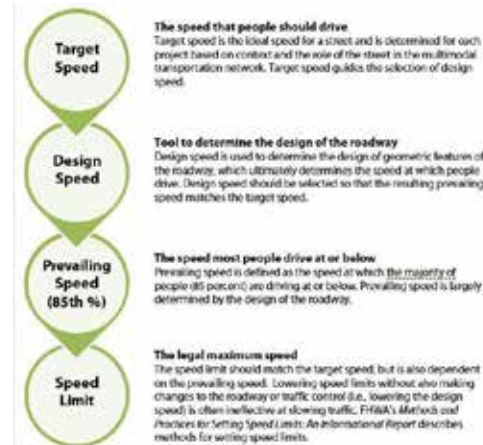 Target
Speed
The speed that people should drive
Target speed is the ideal speed for a street and is determined for each
project based on context and the role of the street in the multimodal
transportation network. Target speed guides the selection of design
speed.
Design
Speed
Tool to determine the design of the roadway
Design speed is used to determine the design of geometric features of
the roadway, which ultimately determines the speed at which people
drive. Design speed should be selected so that the resulting prevailing
speed matches the target speed.
Prevailing
Speed
(85th %)
The speed most people drive at or below
Prevailing speed is defined as the speed at which the majority of
people (85 percent) are driving at or below. Prevailing speed is largely
determined by the design of the roadway.
Speed
Limit
The legal maximum speed
The speed limit should match the target speed, but is also dependent
on the prevailing speed. Lowering speed limits without also making
changes to the roadway or traffic control (i.e., lowering the design
speed) is often ineffective at slowing traffic. FHWA's Methods and
Practices for Setting Speed Limits: An Informational Report describes
methods for setting speed limits.